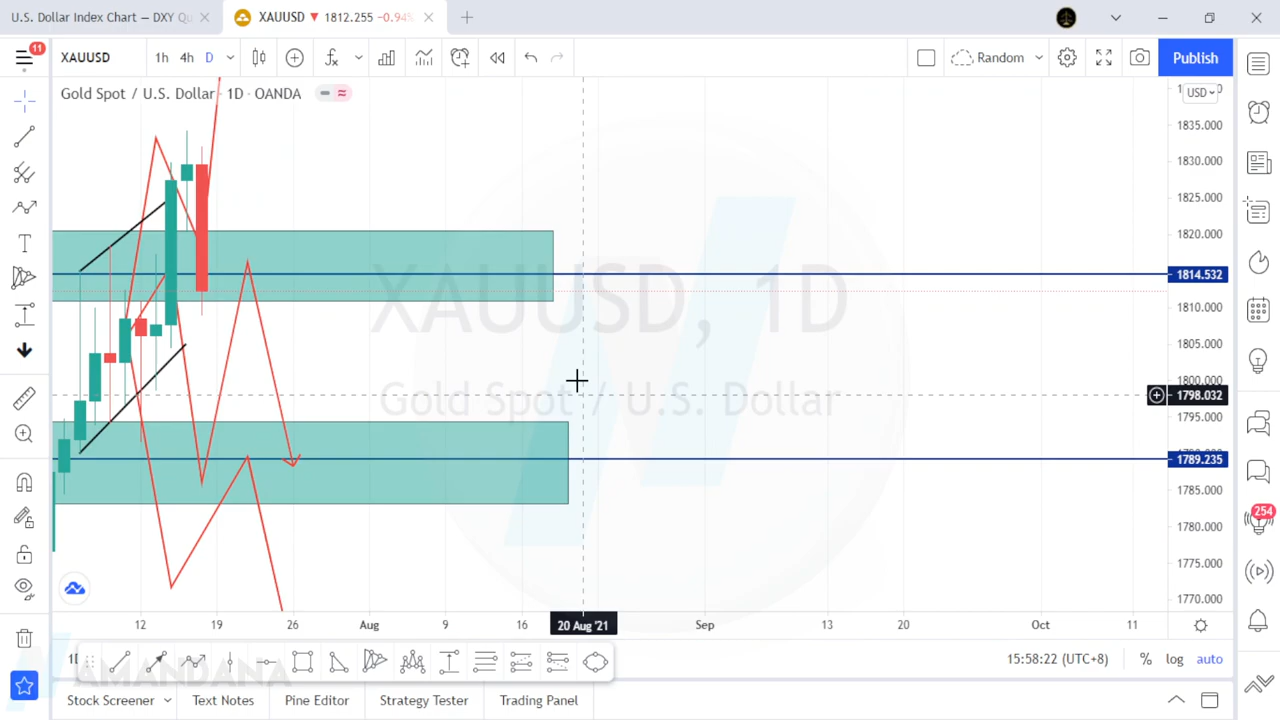 U.S. Dollar Index Chart — DXY Qu
XAUUSD ▼ 1812.255 -0.94%
11
XAUUSD 1h 4h D Random Publish
Gold Spot / U.S. Dollar · 1D · OANDA
USD
1835.000
1830.000
1825.000
1820.000
1814.532
1810.000
1805.000
1800.000
1798.032
1795.000
1789.235
1785.000
1780.000
1775.000
1770.000
XAUUSD, 1D
Gold Spot / U.S. Dollar
254
12 19 26 Aug 9 16 20 Aug '21 Sep 13 20 Oct 11
15:58:22 (UTC+8) % log auto
MANDANA
Stock Screener Text Notes Pine Editor Strategy Tester Trading Panel